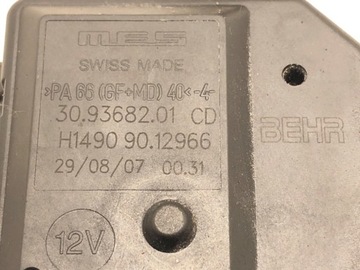 MES
SWISS MADE
>PA 66 (GF+MD) 40< -4-
30.93682.01 CD
H1490 90.12966
29/08/07 00.31
BEHR
12V